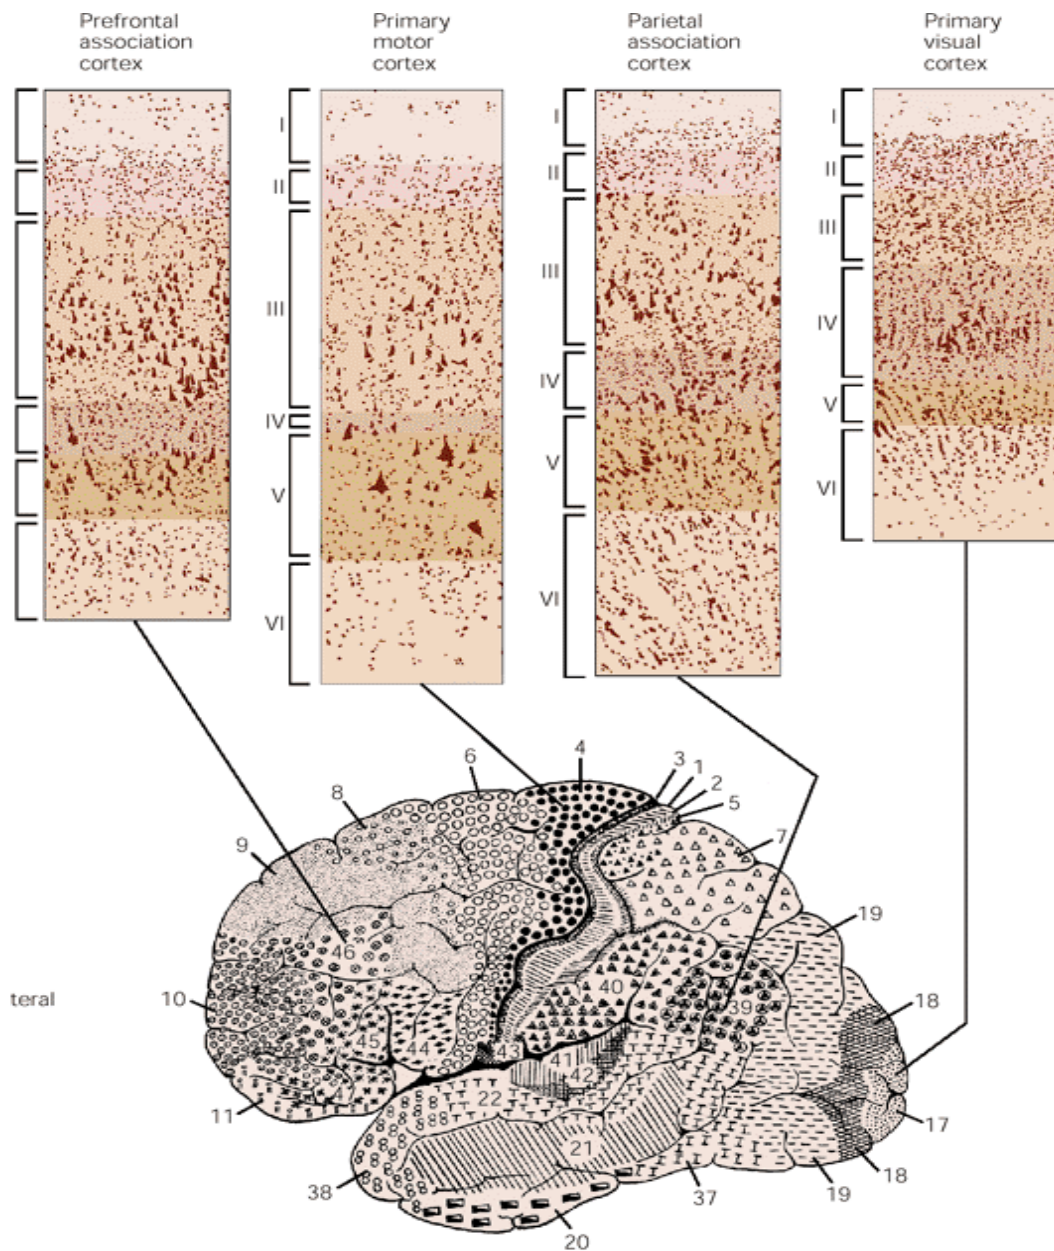 Prefrontal
association
cortex
Primary
motor
cortex
Parietal
association
cortex
Primary
visual
cortex
I
II
III
IV
V
VI
I
II
III
IV
V
VI
I
II
III
IV
V
VI
4
6
3
1
2
5
8
7
9
19
46
teral
10
40
39
18
45
44
43
41
42
47
22
11
17
21
18
38
37
19
20